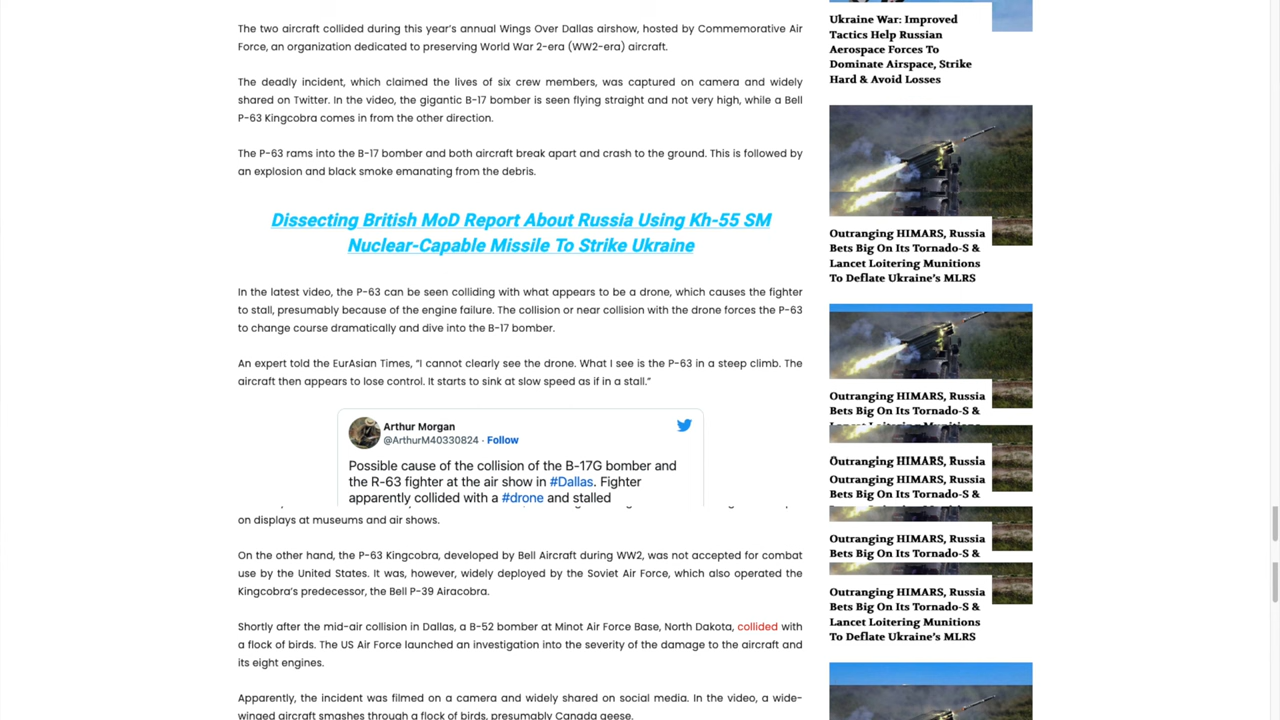 The two aircraft collided during this year's annual Wings Over Dallas airshow, hosted by Commemorative Air
Force, an organization dedicated to preserving World War 2-era (WW2-era) aircraft.
The deadly incident, which claimed the lives of six crew members, was captured on camera and widely
shared on Twitter. In the video, the gigantic B-17 bomber is seen flying straight and not very high, while a Bell
P-63 Kingcobra comes in from the other direction.
The P-63 rams into the B-17 bomber and both aircraft break apart and crash to the ground. This is followed by
an explosion and black smoke emanating from the debris.
Dissecting British MoD Report About Russia Using Kh-55 SM
Nuclear-Capable Missile To Strike Ukraine
In the latest video, the P-63 can be seen colliding with what appears to be a drone, which causes the fighter
to stall, presumably because of the engine failure. The collision or near collision with the drone forces the P-63
to change course dramatically and dive into the B-17 bomber.
An expert told the EurAsian Times, “I cannot clearly see the drone. What I see is the P-63 in a steep climb. The
aircraft then appears to lose control. It starts to sink at slow speed as if in a stall.”
Arthur Morgan
@ArthurM40330824 · Follow
Possible cause of the collision of the B-17G bomber and
the R-63 fighter at the air show in #Dallas. Fighter
apparently collided with a #drone and stalled
on displays at museums and air shows.
On the other hand, the P-63 Kingcobra, developed by Bell Aircraft during WW2, was not accepted for combat
use by the United States. It was, however, widely deployed by the Soviet Air Force, which also operated the
Kingcobra's predecessor, the Bell P-39 Airacobra.
Shortly after the mid-air collision in Dallas, a B-52 bomber at Minot Air Force Base, North Dakota, collided with
a flock of birds. The US Air Force launched an investigation into the severity of the damage to the aircraft and
its eight engines.
Apparently, the incident was filmed on a camera and widely shared on social media. In the video, a wide-
winged aircraft smashes through a flock of birds, presumably Canada geese.
Ukraine War: Improved
Tactics Help Russian
Aerospace Forces To
Dominate Airspace, Strike
Hard & Avoid Losses
Outranging HIMARS, Russia
Bets Big On Its Tornado-S &
Lancet Loitering Munitions
To Deflate Ukraine's MLRS
Outranging HIMARS, Russia
Bets Big On Its Tornado-S &
Outranging HIMARS, Russia
Outranging HIMARS, Russia
Bets Big On Its Tornado-S &
Outranging HIMARS, Russia
Bets Big On Its Tornado-S &
Outranging HIMARS, Russia
Bets Big On Its Tornado-S &
Lancet Loitering Munitions
To Deflate Ukraine's MLRS